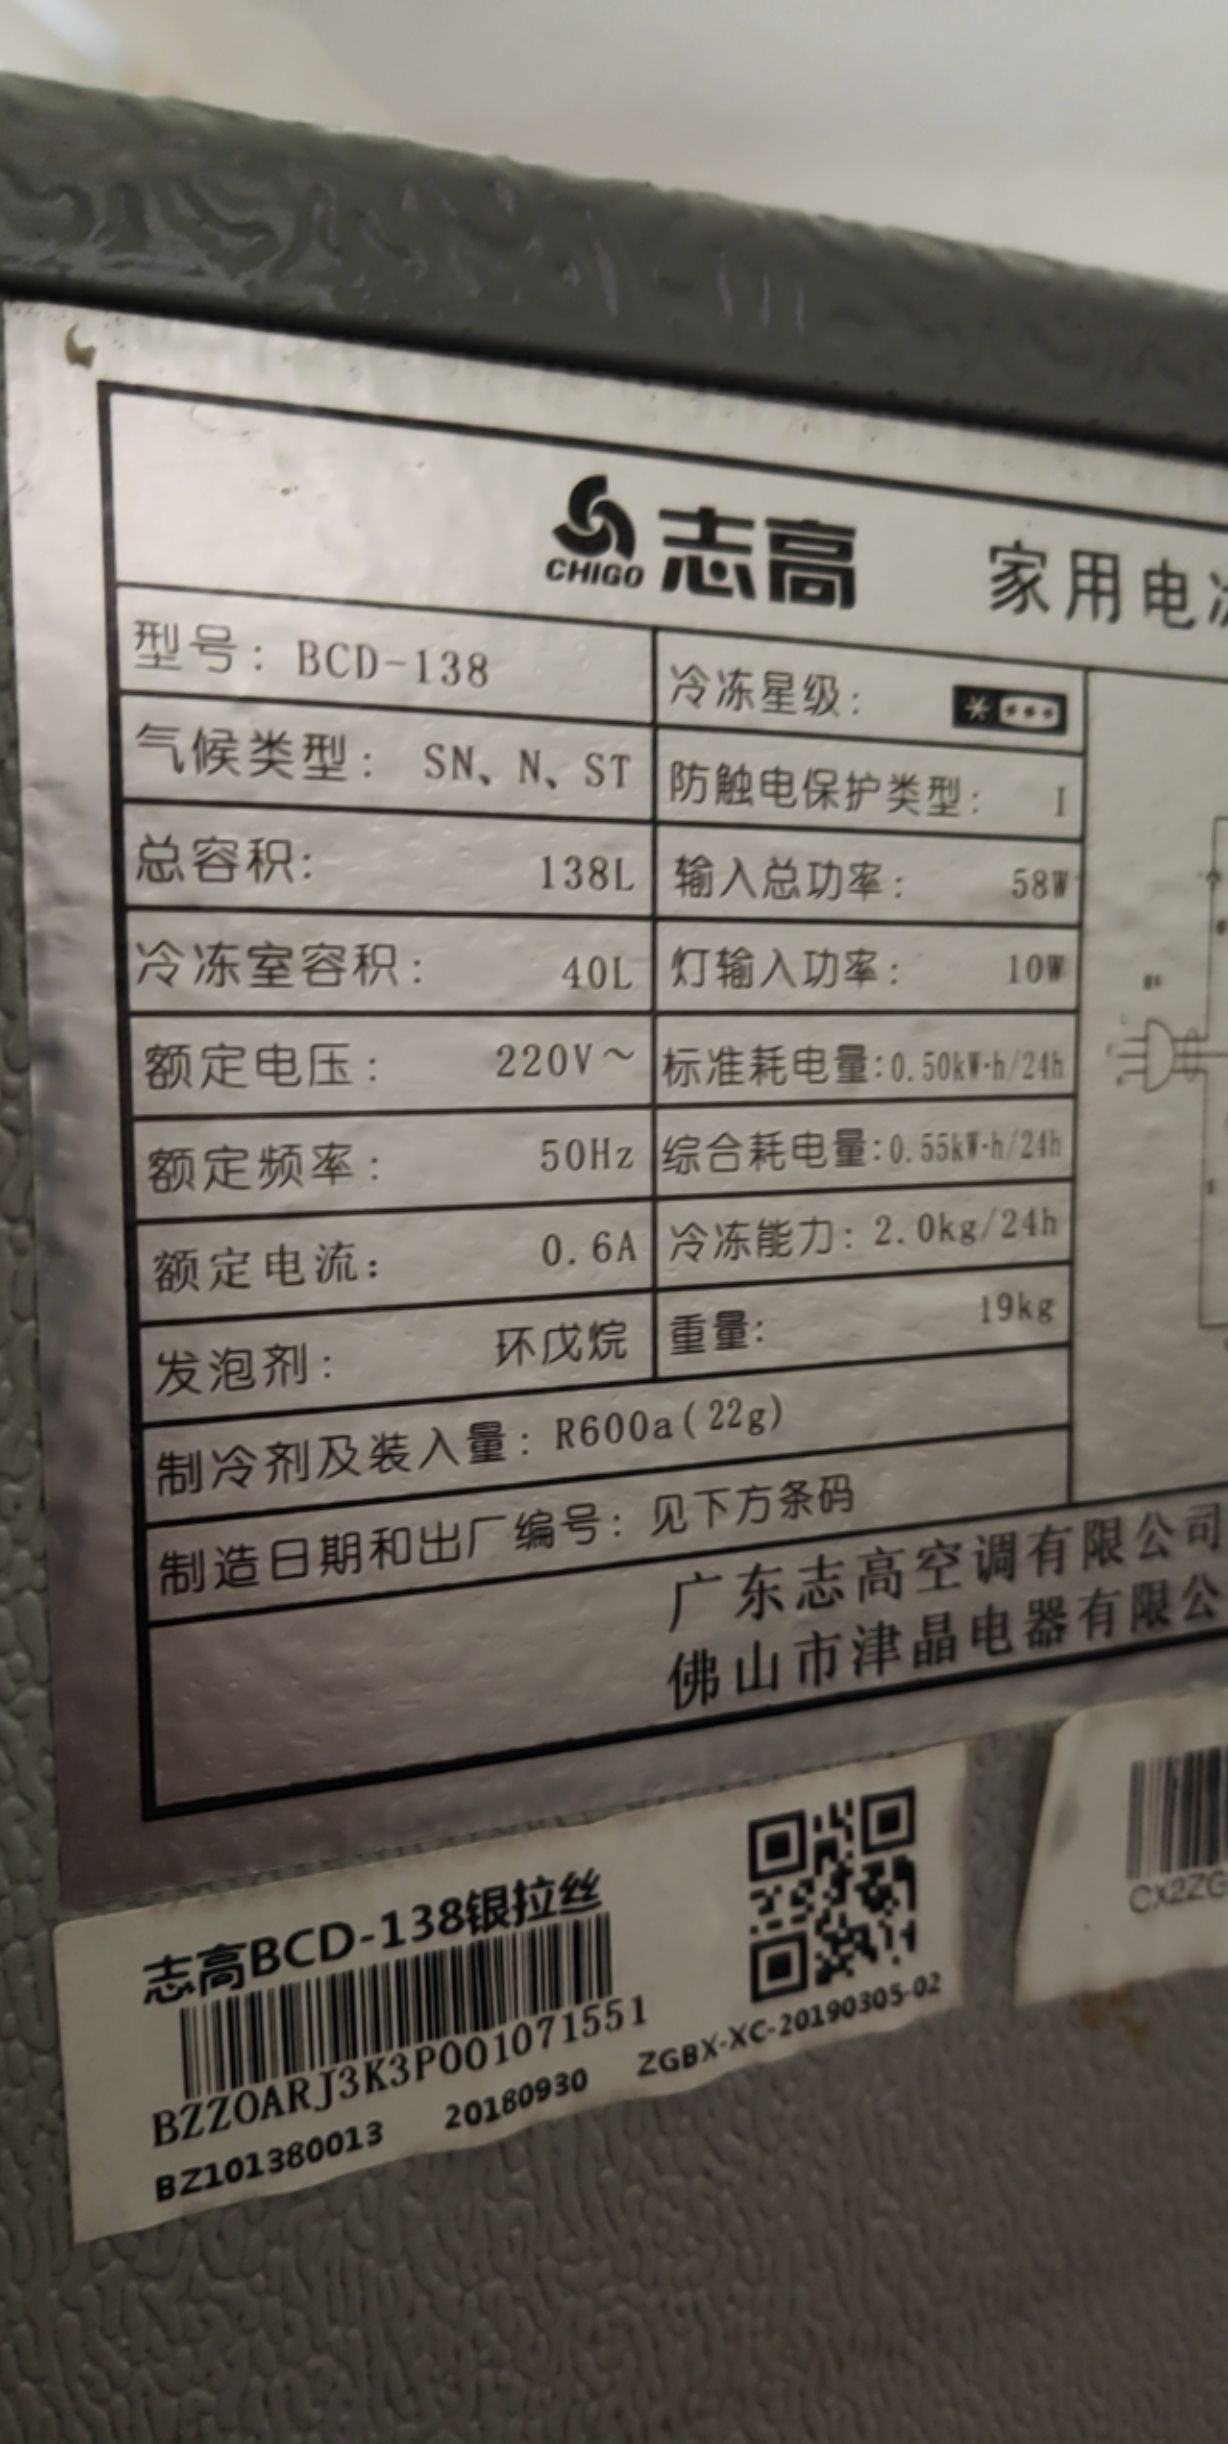 CHIGO 志高 家用电
型号：BCD-138
冷冻星级：
气候类型：SN、N、ST
防触电保护类型：I
总容积：138L
输入总功率：58W
冷冻室容积：40L
灯输入功率：10W
额定电压：220V～
标准耗电量：0.50kW·h/24h
额定频率：50Hz
综合耗电量：0.55kW·h/24h
额定电流：0.6A
冷冻能力：2.0kg/24h
发泡剂：环戊烷
重量：19kg
制冷剂及装入量：R600a(22g)
制造日期和出厂编号：见下方条码
广东志高空调有限公司
佛山市津晶电器有限公
志高BCD-138银拉丝
BZZOARJ3K3P001071551
BZ101380013 20180930 ZGBX-XC-20190305-02
CX2ZG